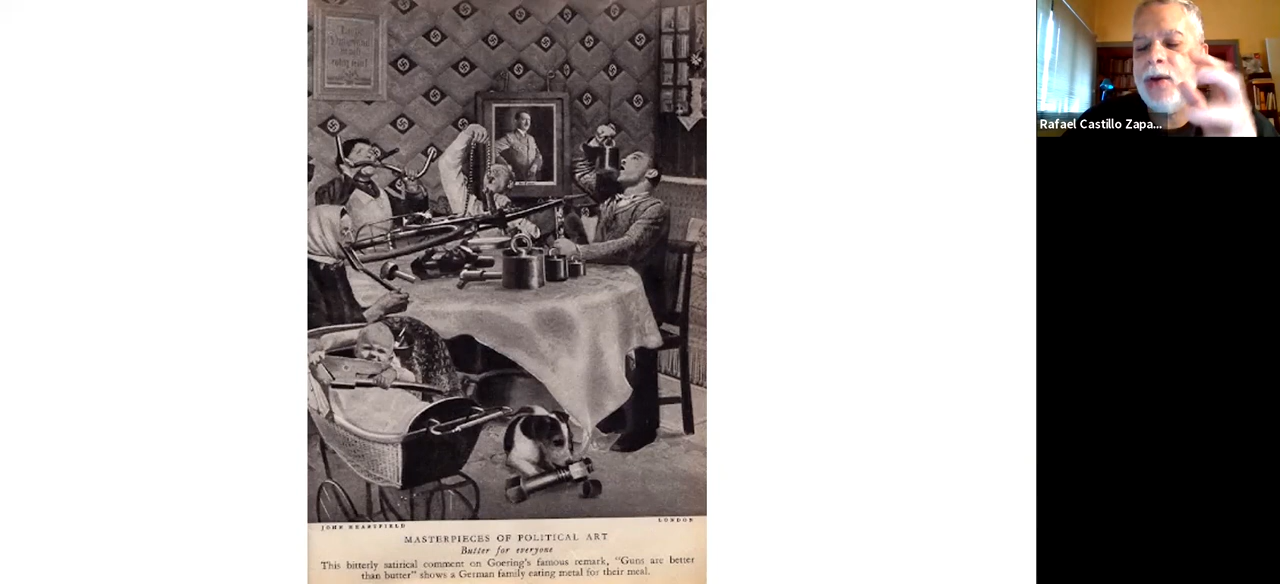 Rafael Castillo Zapa...
JOHN HEARTFIELD
LONDON
MASTERPIECES OF POLITICAL ART
Butter for everyone
This bitterly satirical comment on Goering's famous remark, "Guns are better
than butter" shows a German family eating metal for their meal.